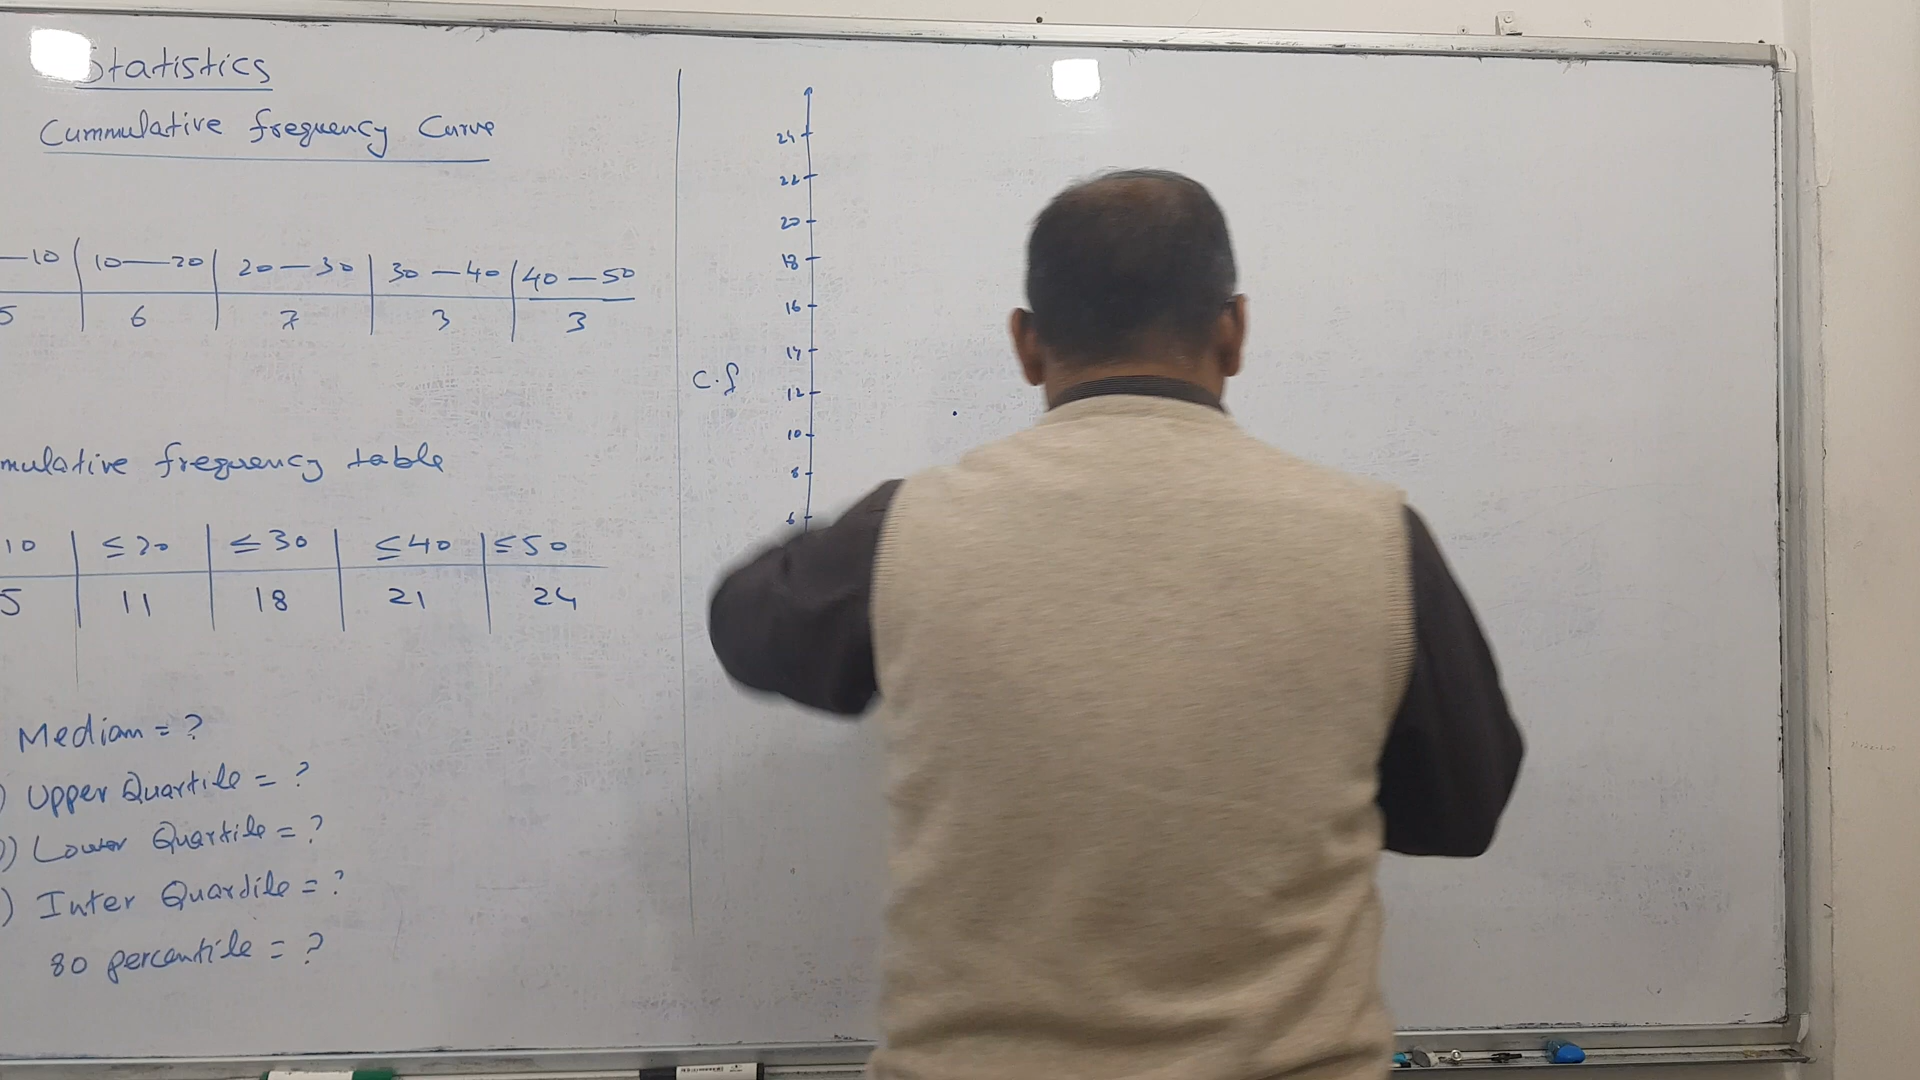 Statistics
Cummulative frequency Curve
—10 | 10—20 | 20—30 | 30—40 | 40—50
5 | 6 | 7 | 3 | 3
mulative frequency table
10 | ≤20 | ≤30 | ≤40 | ≤50
5 | 11 | 18 | 21 | 24
Median = ?
) Upper Quartile = ?
) Lower Quartile = ?
) Inter Quardile = ?
80 percentile = ?
24
22
20
18
16
14
C.f
12
10
8
6